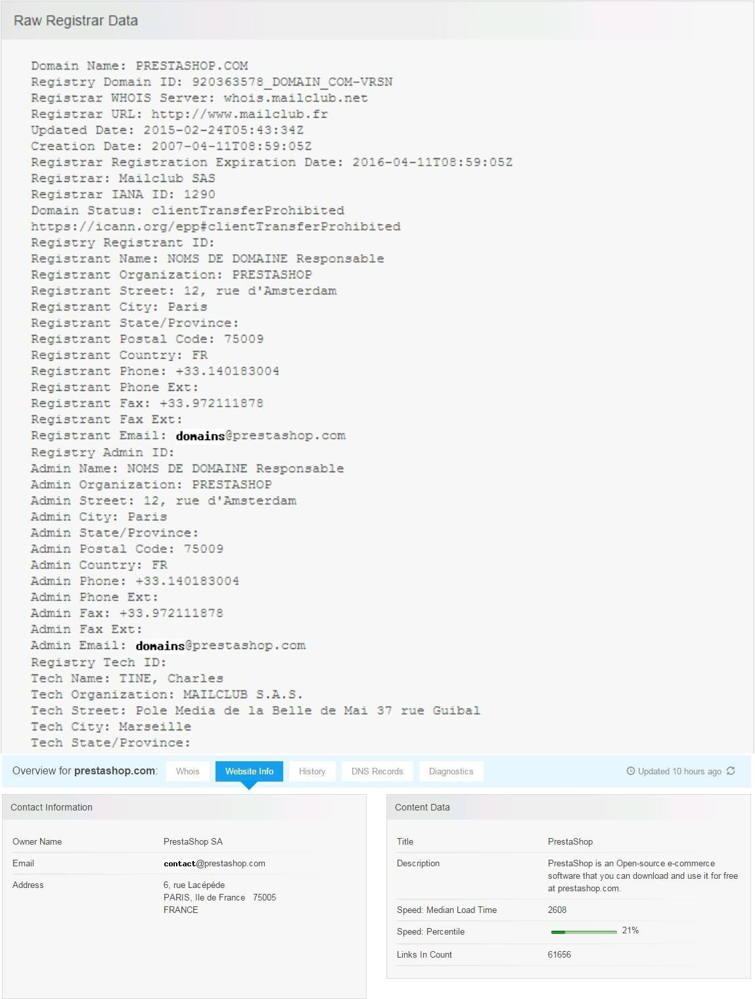 Raw Registrar Data
Domain Name: PRESTASHOP.COM
Registry Domain ID: 920363578_DOMAIN_COM-VRSN
Registrar WHOIS Server: whois.mailclub.net
Registrar URL: http://www.mailclub.fr
Updated Date: 2015-02-24T05:43:34Z
Creation Date: 2007-04-11T08:59:05Z
Registrar Registration Expiration Date: 2016-04-11T08:59:05Z
Registrar: Mailclub SAS
Registrar IANA ID: 1290
Domain Status: clientTransferProhibited
https://icann.org/epp#clientTransferProhibited
Registry Registrant ID:
Registrant Name: NOMS DE DOMAINE Responsable
Registrant Organization: PRESTASHOP
Registrant Street: 12, rue d'Amsterdam
Registrant City: Paris
Registrant State/Province:
Registrant Postal Code: 75009
Registrant Country: FR
Registrant Phone: +33.140183004
Registrant Phone Ext:
Registrant Fax: +33.972111878
Registrant Fax Ext:
Registrant Email: domains@prestashop.com
Registry Admin ID:
Admin Name: NOMS DE DOMAINE Responsable
Admin Organization: PRESTASHOP
Admin Street: 12, rue d'Amsterdam
Admin City: Paris
Admin State/Province:
Admin Postal Code: 75009
Admin Country: FR
Admin Phone: +33.140183004
Admin Phone Ext:
Admin Fax: +33.972111878
Admin Fax Ext:
Admin Email: domains@prestashop.com
Registry Tech ID:
Tech Name: TINE, Charles
Tech Organization: MAILCLUB S.A.S.
Tech Street: Pole Media de la Belle de Mai 37 rue Guibal
Tech City: Marseille
Tech State/Province:
Overview for prestashop.com: Whois Website Info History DNS Records Diagnostics Updated 10 hours ago
Contact Information
Owner Name PrestaShop SA
Email contact@prestashop.com
Address 6, rue Lacépède
PARIS, Ile de France 75005
FRANCE
Content Data
Title PrestaShop
Description PrestaShop is an Open-source e-commerce
software that you can download and use it for free
at prestashop.com.
Speed: Median Load Time 2608
Speed: Percentile 21%
Links In Count 61656